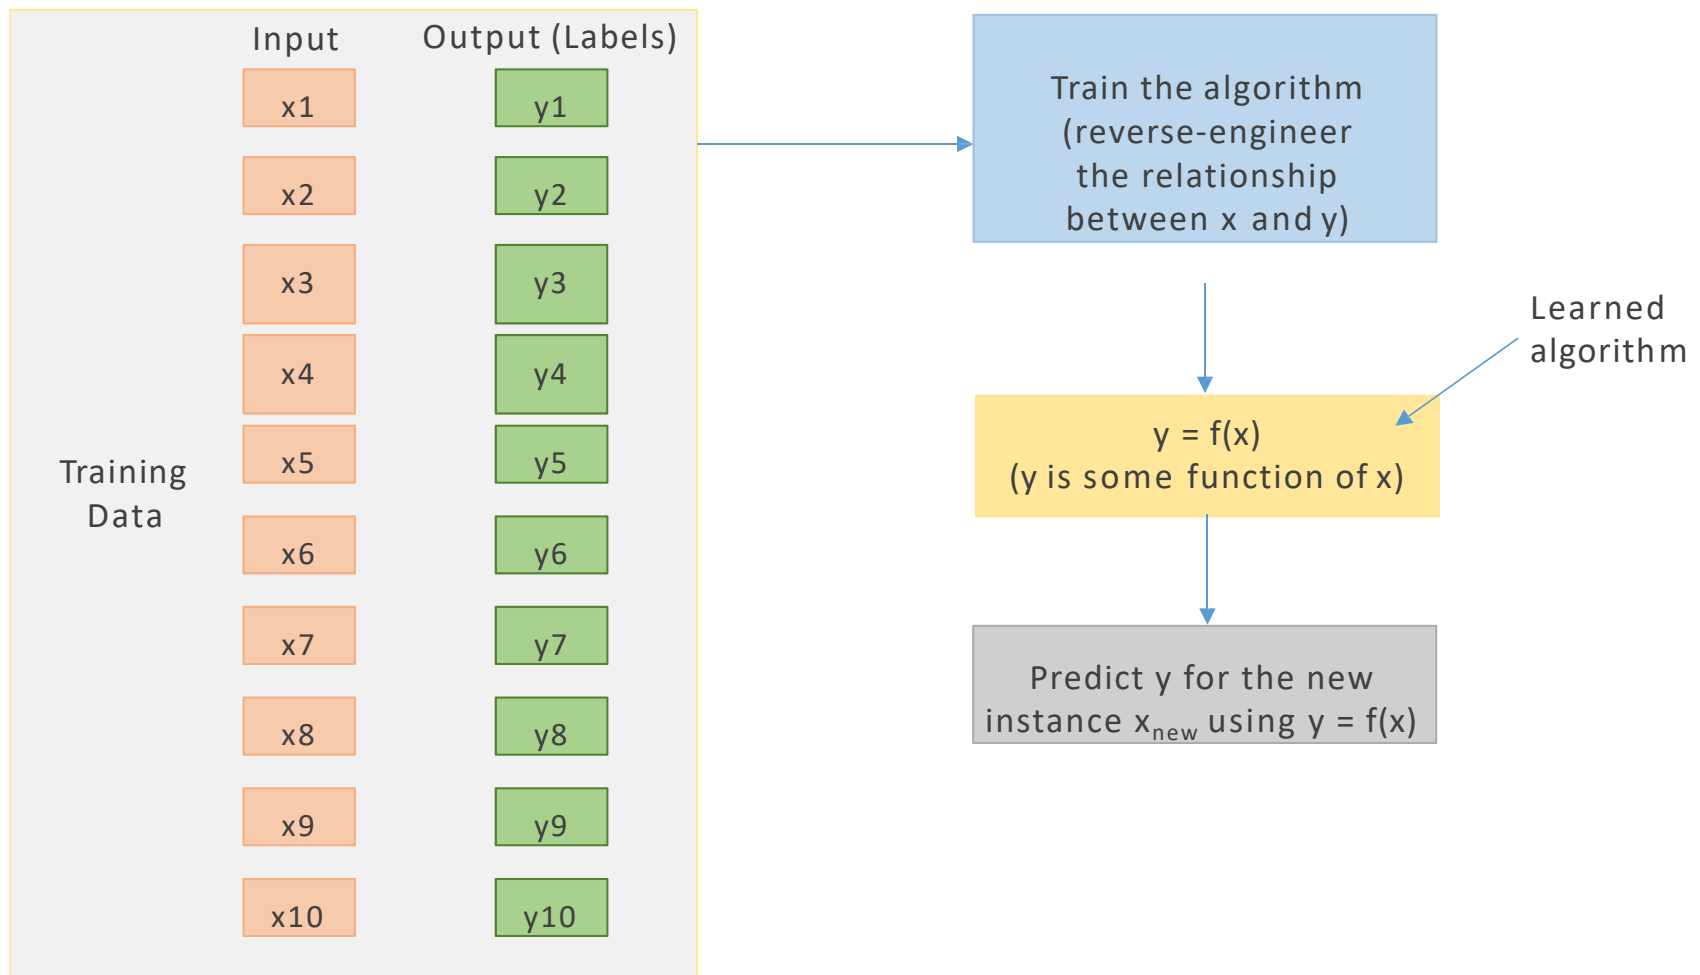 Input
Output (Labels)
x1
y1
x2
y2
x3
y3
x4
y4
x5
y5
x6
y6
x7
y7
x8
y8
x9
y9
x10
y10
Training
Data
Train the algorithm
(reverse-engineer
the relationship
between x and y)
Learned
algorithm
y = f(x)
(y is some function of x)
Predict y for the new
instance xnew using y = f(x)